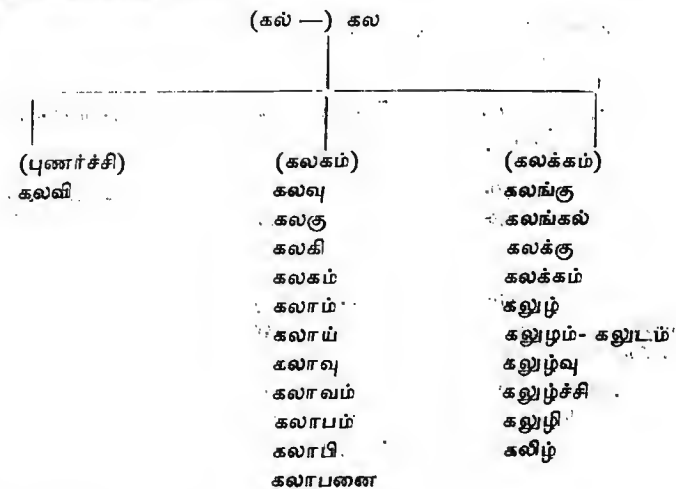 (கல் —) கல
(புணர்ச்சி)
கலவி
(கலகம்)
கலவு
கலகு
கலகி
கலகம்
கலாம்
கலாய்
கலாவு
கலாவம்
கலாபம்
கலாபி
கலாபனை
(கலக்கம்)
கலங்கு
கலங்கல்
கலக்கு
கலக்கம்
கலுழ்
கலுழம்- கலுடம்
கலுழ்வு
கலுழ்ச்சி
கலுழி
கலிழ்